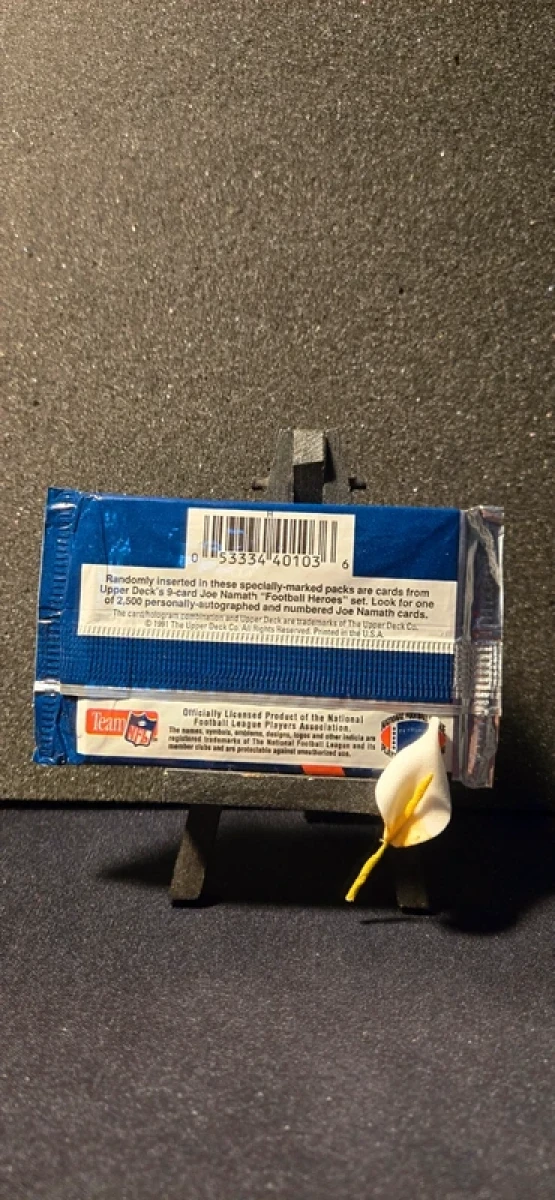 H
0 53334 40103 6
Randomly inserted in these specially-marked packs are cards from
Upper Deck's 9-card Joe Namath "Football Heroes" set. Look for one
of 2,500 personally-autographed and numbered Joe Namath cards.
The card/hologram combination and Upper Deck are trademarks of The Upper Deck Co.
© 1991 The Upper Deck Co. All Rights Reserved. Printed in the U.S.A.
Team NFL
Officially Licensed Product of the National
Football League Players Association.
The names, symbols, emblems, designs, logos and other indicia are
registered trademarks of The National Football League and its
member clubs and are protectable against unauthorized use.